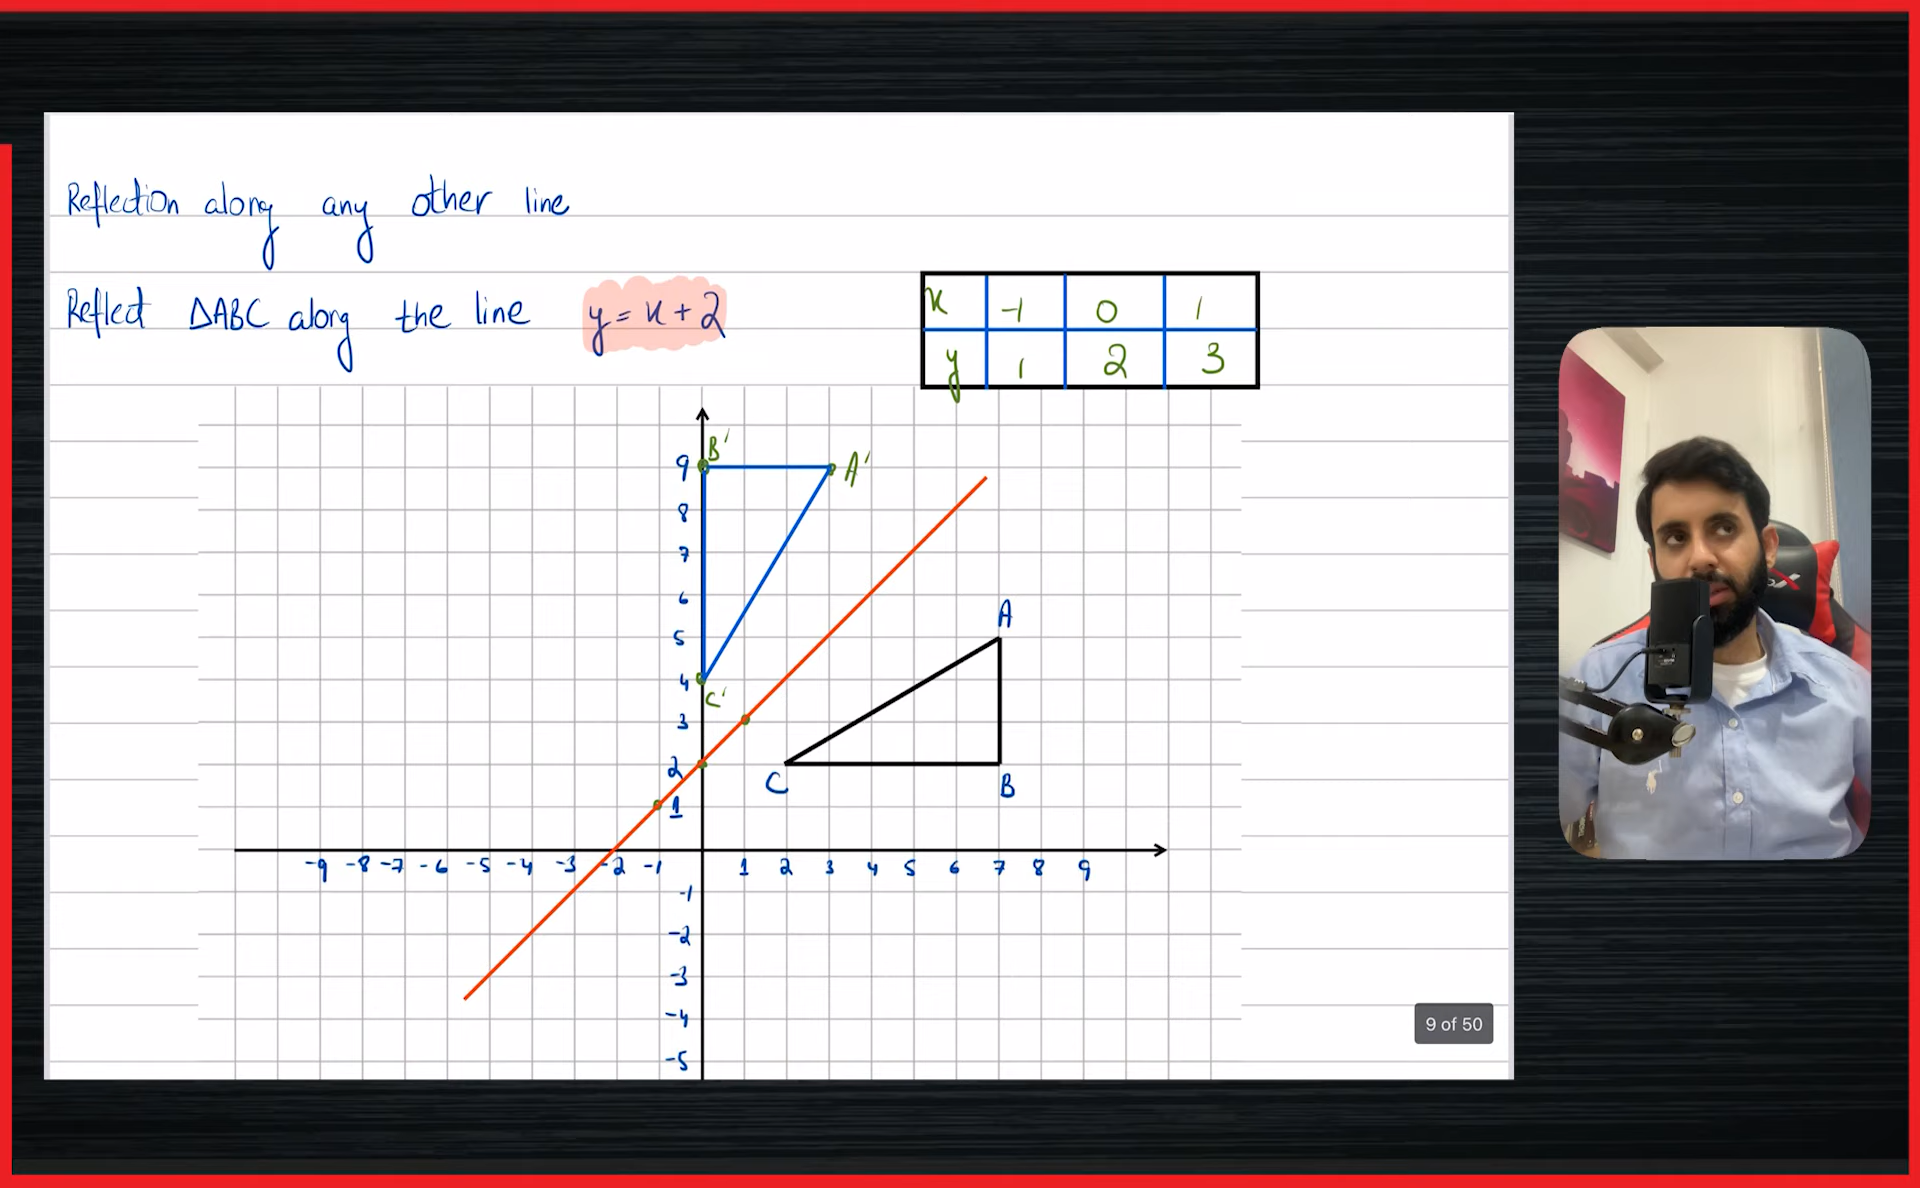 Reflection along any other line
Reflect ΔABC along the line y = x + 2
x -1 0 1
y 1 2 3
B'
9
A'
8
7
6
5
A
4
C'
3
2
C
B
1
-9 -8 -7 -6 -5 -4 -3 -2 -1 1 2 3 4 5 6 7 8 9
-1
-2
-3
-4
-5
9 of 50